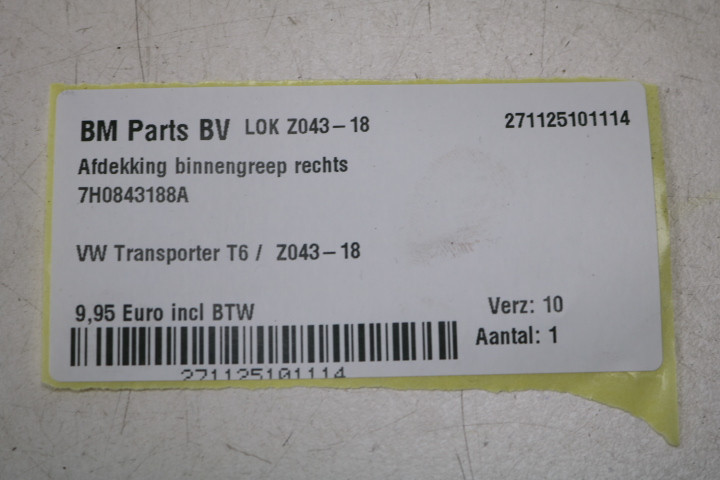 BM Parts BV LOK Z043-18 271125101114
Afdekking binnengreep rechts
7H0843188A
VW Transporter T6 / Z043-18
9,95 Euro incl BTW Verz: 10
Aantal: 1
271125101114